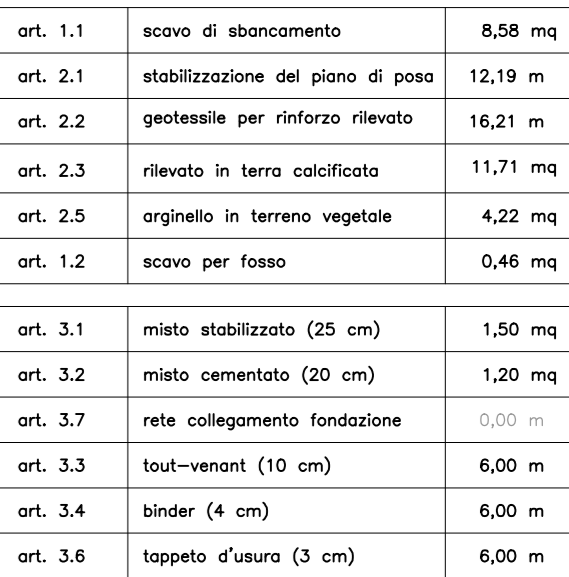 art. 1.1 scavo di sbancamento 8,58 mq
art. 2.1 stabilizzazione del piano di posa 12,19 m
art. 2.2 geotessile per rinforzo rilevato 16,21 m
art. 2.3 rilevato in terra calcificata 11,71 mq
art. 2.5 arginello in terreno vegetale 4,22 mq
art. 1.2 scavo per fosso 0,46 mq
art. 3.1 misto stabilizzato (25 cm) 1,50 mq
art. 3.2 misto cementato (20 cm) 1,20 mq
art. 3.7 rete collegamento fondazione 0,00 m
art. 3.3 tout-venant (10 cm) 6,00 m
art. 3.4 binder (4 cm) 6,00 m
art. 3.6 tappeto d'usura (3 cm) 6,00 m